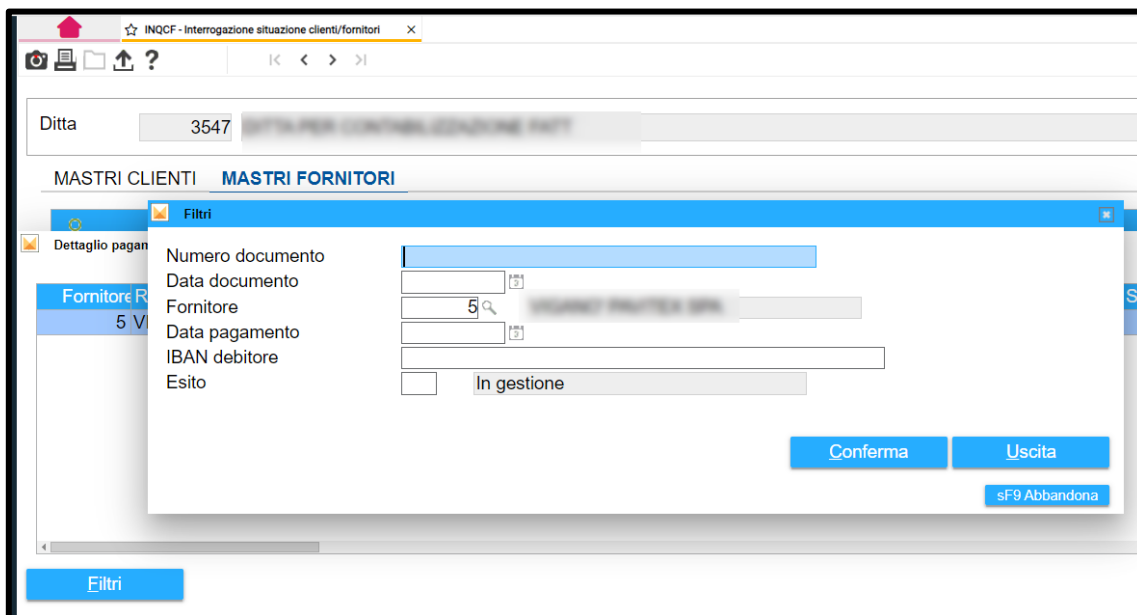 INQCF - Interrogazione situazione clienti/fornitori
Ditta 3547
MASTRI CLIENTI MASTRI FORNITORI
Filtri
Dettaglio pagam
Numero documento
Data documento
Fornitore 5
Data pagamento
IBAN debitore
Esito In gestione
Fornitore R S
5 VI
Conferma Uscita
sF9 Abbandona
Filtri